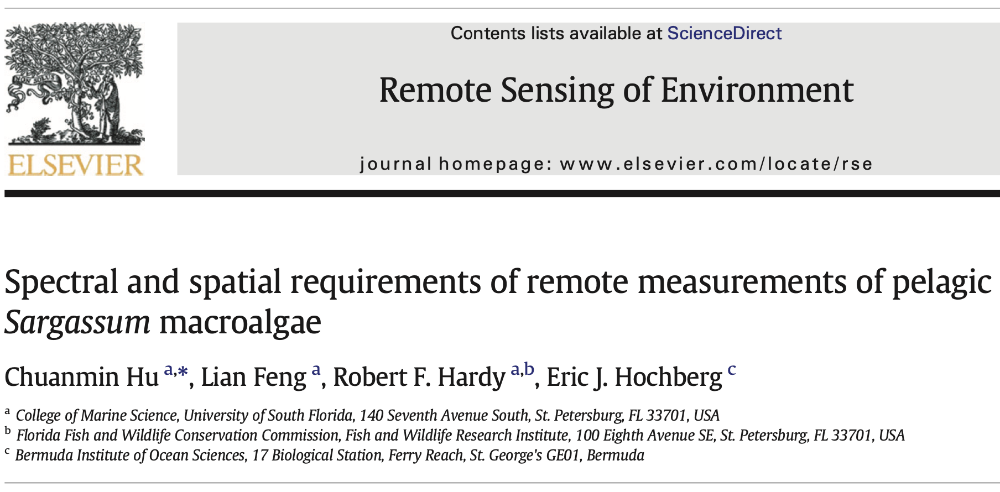 NON SOLUS
ELSEVIER
Contents lists available at ScienceDirect
Remote Sensing of Environment
journal homepage: www.elsevier.com/locate/rse
Spectral and spatial requirements of remote measurements of pelagic
Sargassum macroalgae
Chuanmin Hu a,*, Lian Feng a, Robert F. Hardy a,b, Eric J. Hochberg c
a College of Marine Science, University of South Florida, 140 Seventh Avenue South, St. Petersburg, FL 33701, USA
b Florida Fish and Wildlife Conservation Commission, Fish and Wildlife Research Institute, 100 Eighth Avenue SE, St. Petersburg, FL 33701, USA
c Bermuda Institute of Ocean Sciences, 17 Biological Station, Ferry Reach, St. George's GE01, Bermuda